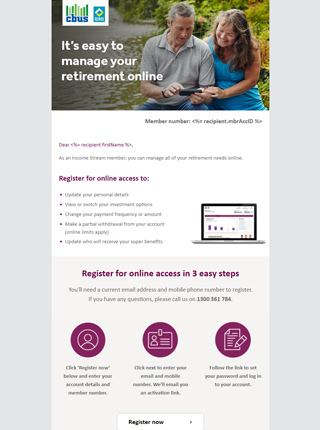 cbus
It's easy to
manage your
retirement online
Member number: <%= recipient.mbrAccID %>
Dear <%= recipient.firstName %>,
As an Income Stream member, you can manage all of your retirement needs online.
Register for online access to:
• Update your personal details
• View or switch your investment options
• Change your payment frequency or amount
• Make a partial withdrawal from your account
(online limits apply)
• Update who will receive your super benefits.
Register for online access in 3 easy steps
You'll need a current email address and mobile phone number to register.
If you have any questions, please call us on 1300 361 784.
Click 'Register now'
below and enter your
account details and
member number.
Click next to enter your
email and mobile
number. We'll email you
an activation link.
Follow the link to set
your password and log in
to your account.
Register now